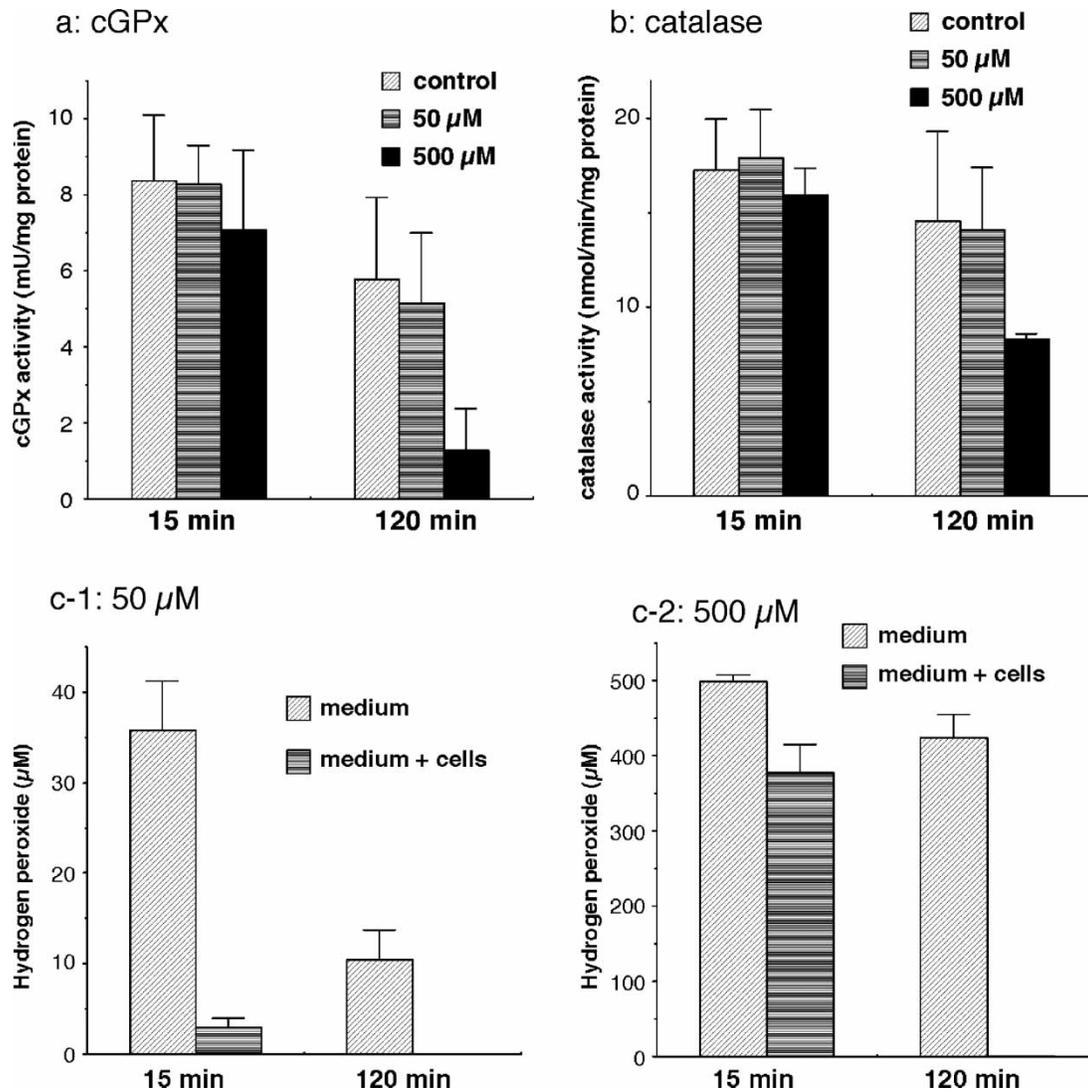 a: cGPx
control
50 µM
500 µM
cGPx activity (mU/mg protein)
10
8
6
4
2
0
15 min
120 min
b: catalase
control
50 µM
500 µM
catalase activity (nmol/min/mg protein)
20
10
0
15 min
120 min
c-1: 50 µM
medium
medium + cells
Hydrogen peroxide (µM)
40
30
20
10
0
15 min
120 min
c-2: 500 µM
medium
medium + cells
Hydrogen peroxide (µM)
500
400
300
200
100
0
15 min
120 min